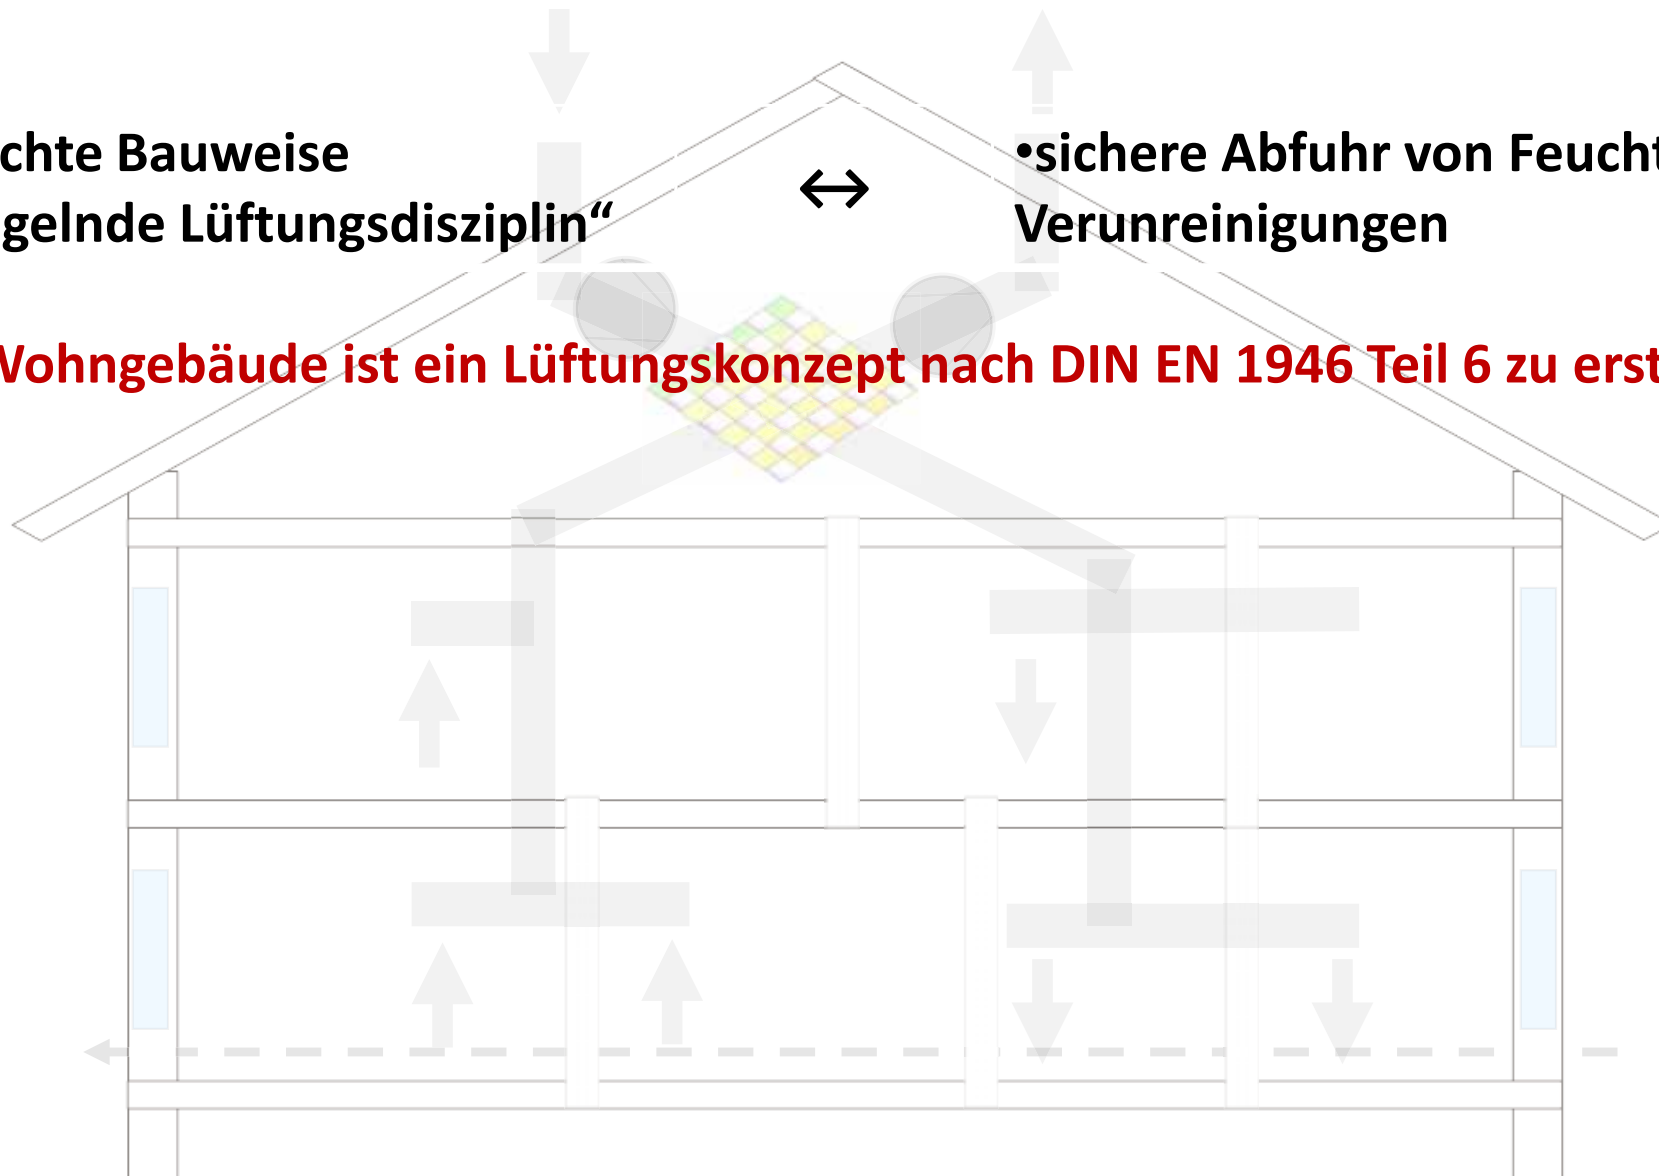 chte Bauweise
gelnde Lüftungsdisziplin“
↔
•sichere Abfuhr von Feucht
Verunreinigungen
Wohngebäude ist ein Lüftungskonzept nach DIN EN 1946 Teil 6 zu erst